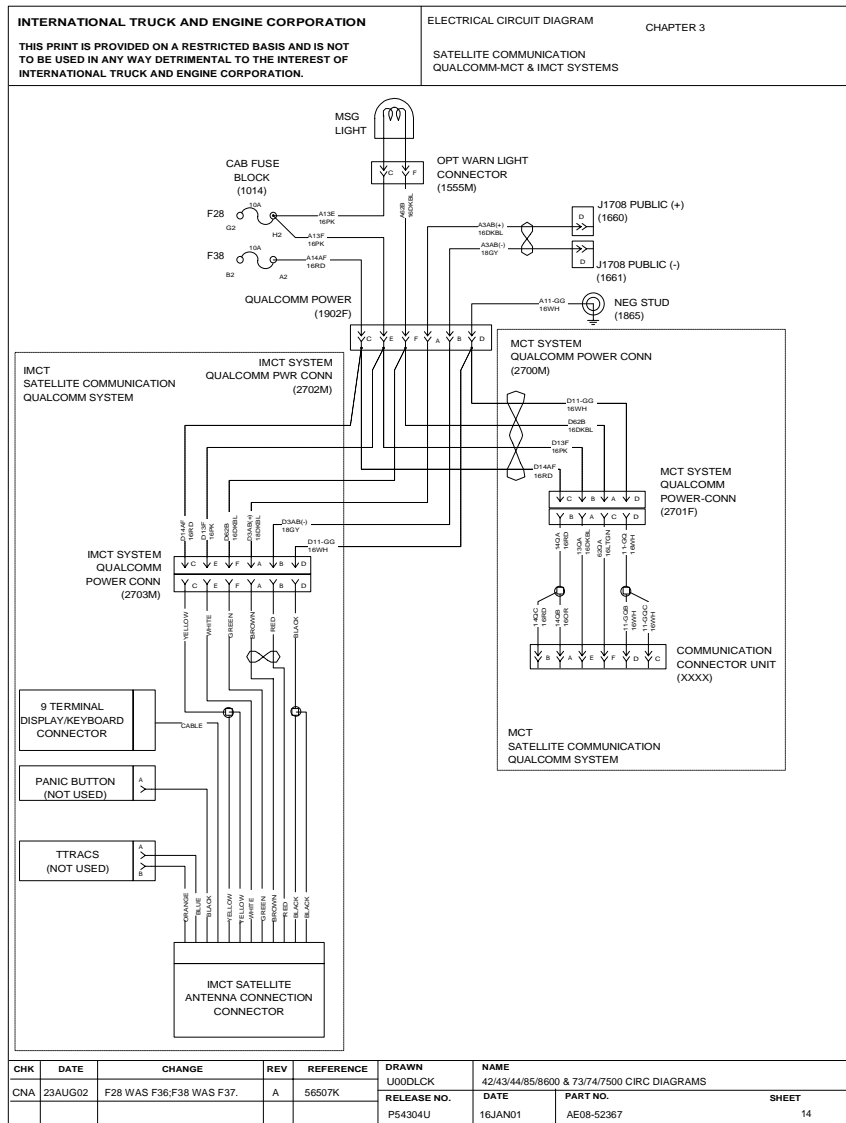 INTERNATIONAL TRUCK AND ENGINE CORPORATION
THIS PRINT IS PROVIDED ON A RESTRICTED BASIS AND IS NOT
TO BE USED IN ANY WAY DETRIMENTAL TO THE INTEREST OF
INTERNATIONAL TRUCK AND ENGINE CORPORATION.
ELECTRICAL CIRCUIT DIAGRAM
CHAPTER 3
SATELLITE COMMUNICATION
QUALCOMM-MCT & IMCT SYSTEMS
MSG
LIGHT
C F
OPT WARN LIGHT
CONNECTOR
(1555M)
CAB FUSE
BLOCK
(1014)
F28
10A
G2
H2
A13E
16PK
A13F
16PK
F38
10A
B2
A2
A14AF
16RD
A62B
16DKBL
A3AB(+)
16DKBL
A3AB(-)
18GY
D
J1708 PUBLIC (+)
(1660)
D
J1708 PUBLIC (-)
(1661)
A11-GG
16WH
NEG STUD
(1865)
QUALCOMM POWER
(1902F)
C E F A B D
IMCT
SATELLITE COMMUNICATION
QUALCOMM SYSTEM
IMCT SYSTEM
QUALCOMM PWR CONN
(2702M)
MCT SYSTEM
QUALCOMM POWER CONN
(2700M)
D11-GG
16WH
D62B
16DKBL
D13F
16PK
D14AF
16RD
MCT SYSTEM
QUALCOMM
POWER-CONN
(2701F)
C B A D
B A C D
14QA
16RD
13QA
16DKBL
62QA
16LTGN
11-GQ
16WH
14QC
16RD
14QB
16OR
11-GQB
16WH
11-GQC
16WH
B A E F D C
COMMUNICATION
CONNECTOR UNIT
(XXXX)
MCT
SATELLITE COMMUNICATION
QUALCOMM SYSTEM
D14AF
16RD
D13F
16PK
D62B
16DKBL
D3AB(+)
18DKBL
D3AB(-)
18GY
D11-GG
16WH
IMCT SYSTEM
QUALCOMM
POWER CONN
(2703M)
C E F A B D
C E F A B D
YELLOW
WHITE
GREEN
BROWN
RED
BLACK
9 TERMINAL
DISPLAY/KEYBOARD
CONNECTOR
CABLE
PANIC BUTTON
(NOT USED)
A
TTRACS
(NOT USED)
A
B
ORANGE
BLUE
BLACK
YELLOW
YELLOW
WHITE
GREEN
BROWN
RED
BLACK
BLACK
IMCT SATELLITE
ANTENNA CONNECTION
CONNECTOR
CHK DATE CHANGE REV REFERENCE
CNA 23AUG02 F28 WAS F36;F38 WAS F37. A 56507K
DRAWN
U00DLCK
NAME
42/43/44/85/8600 & 73/74/7500 CIRC DIAGRAMS
RELEASE NO.
P54304U
DATE
16JAN01
PART NO.
AE08-52367
SHEET
14